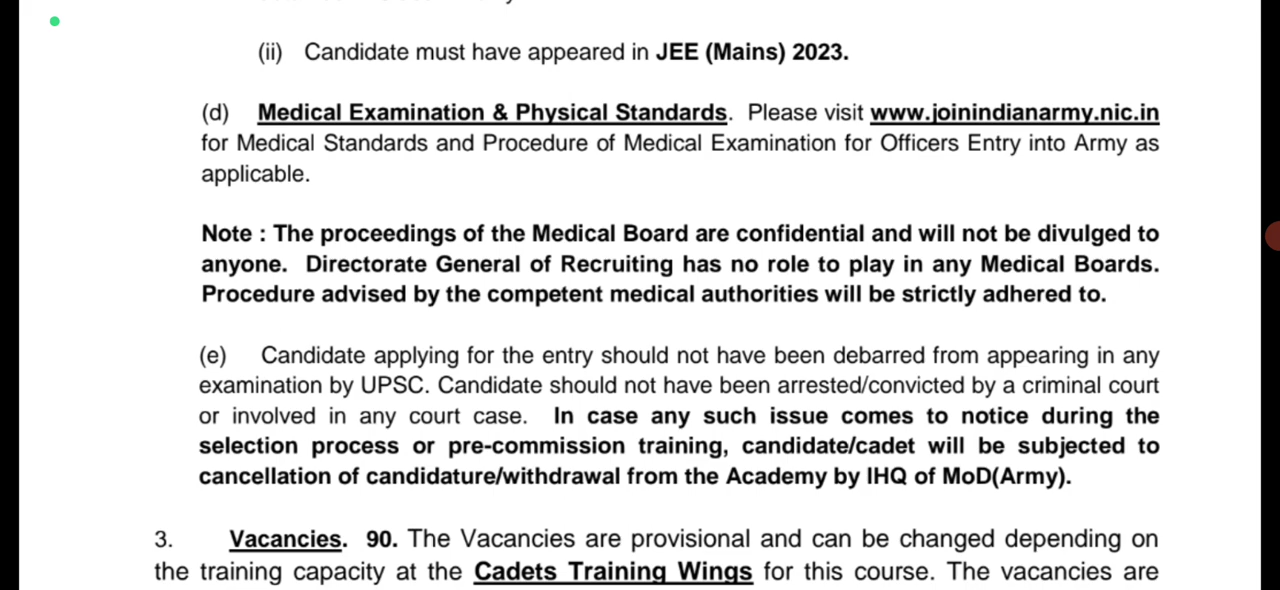 (ii) Candidate must have appeared in JEE (Mains) 2023.
(d) Medical Examination & Physical Standards. Please visit www.joinindianarmy.nic.in
for Medical Standards and Procedure of Medical Examination for Officers Entry into Army as
applicable.
Note : The proceedings of the Medical Board are confidential and will not be divulged to
anyone. Directorate General of Recruiting has no role to play in any Medical Boards.
Procedure advised by the competent medical authorities will be strictly adhered to.
(e) Candidate applying for the entry should not have been debarred from appearing in any
examination by UPSC. Candidate should not have been arrested/convicted by a criminal court
or involved in any court case. In case any such issue comes to notice during the
selection process or pre-commission training, candidate/cadet will be subjected to
cancellation of candidature/withdrawal from the Academy by IHQ of MoD(Army).
3. Vacancies. 90. The Vacancies are provisional and can be changed depending on
the training capacity at the Cadets Training Wings for this course. The vacancies are